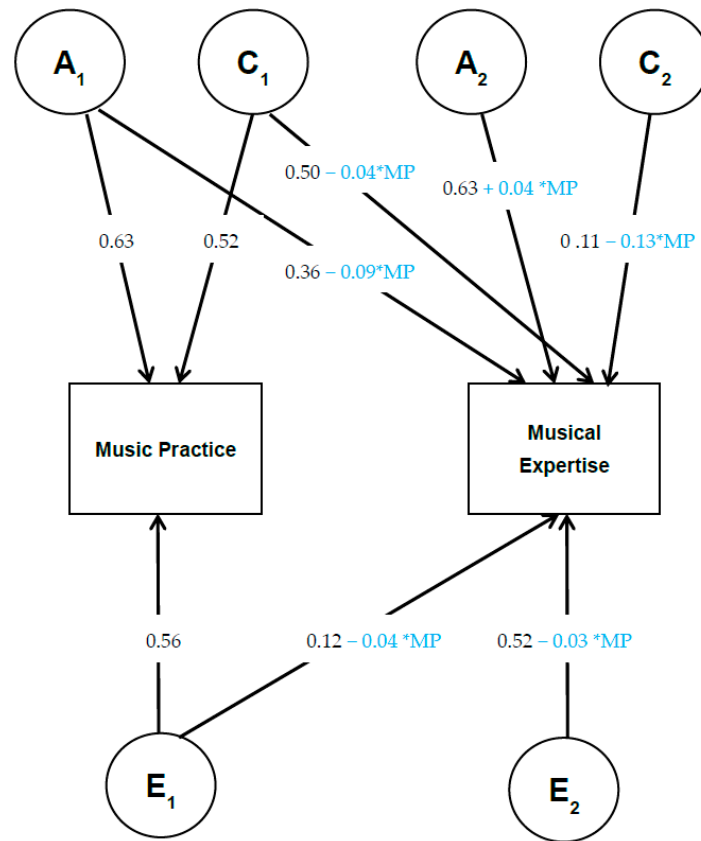 A1 C1 A2 C2
0.50 – 0.04*MP
0.63 + 0.04 *MP
0.63 0.52 0 .11 – 0.13*MP
0.36 – 0.09*MP
Music Practice
Musical
Expertise
0.56 0.12 – 0.04 *MP 0.52 – 0.03 *MP
E1 E2